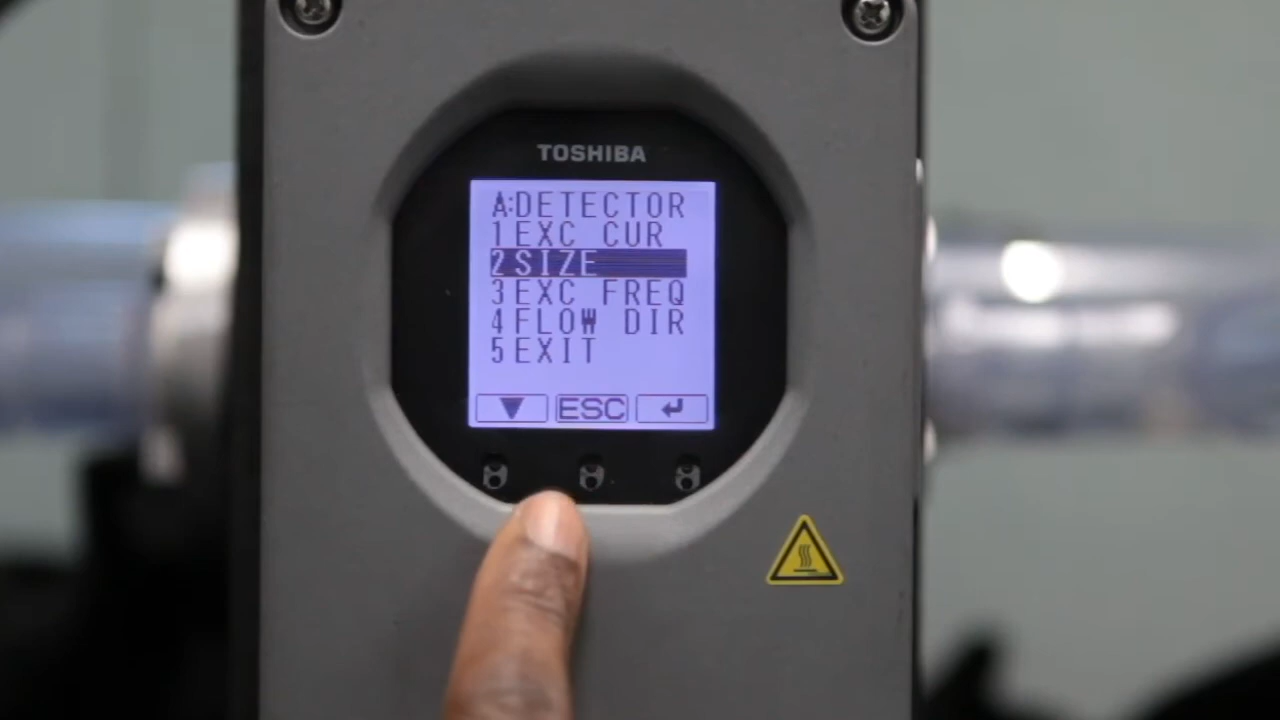 TOSHIBA
A:DETECTOR
1 EXC CUR
2 SIZE
3 EXC FREQ
4 FLOW DIR
5 EXIT
▼ ESC ↵